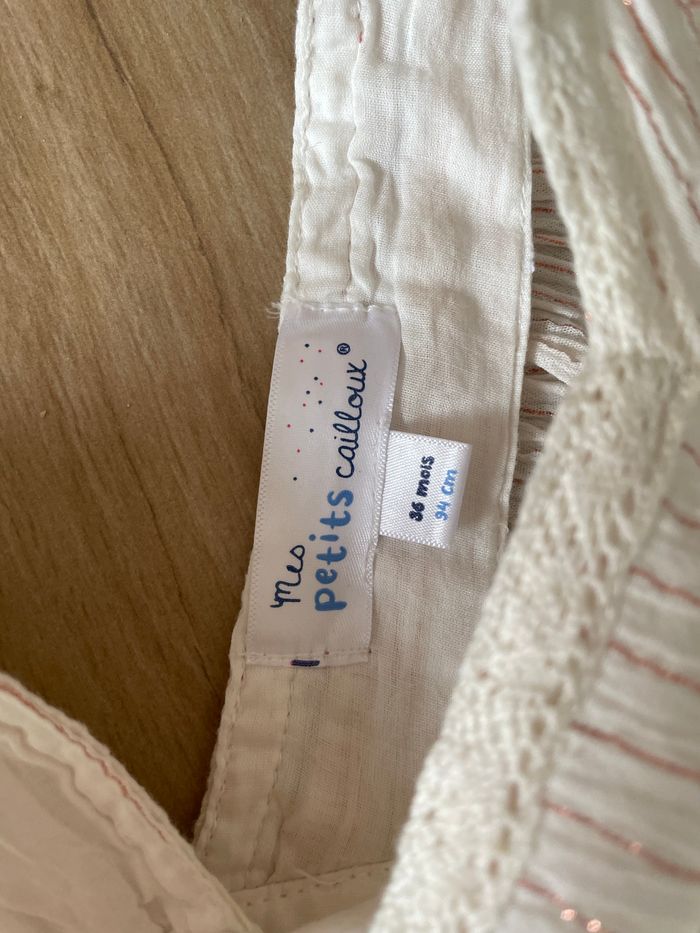 mes
petits
cailloux®
36 mois
94 cm